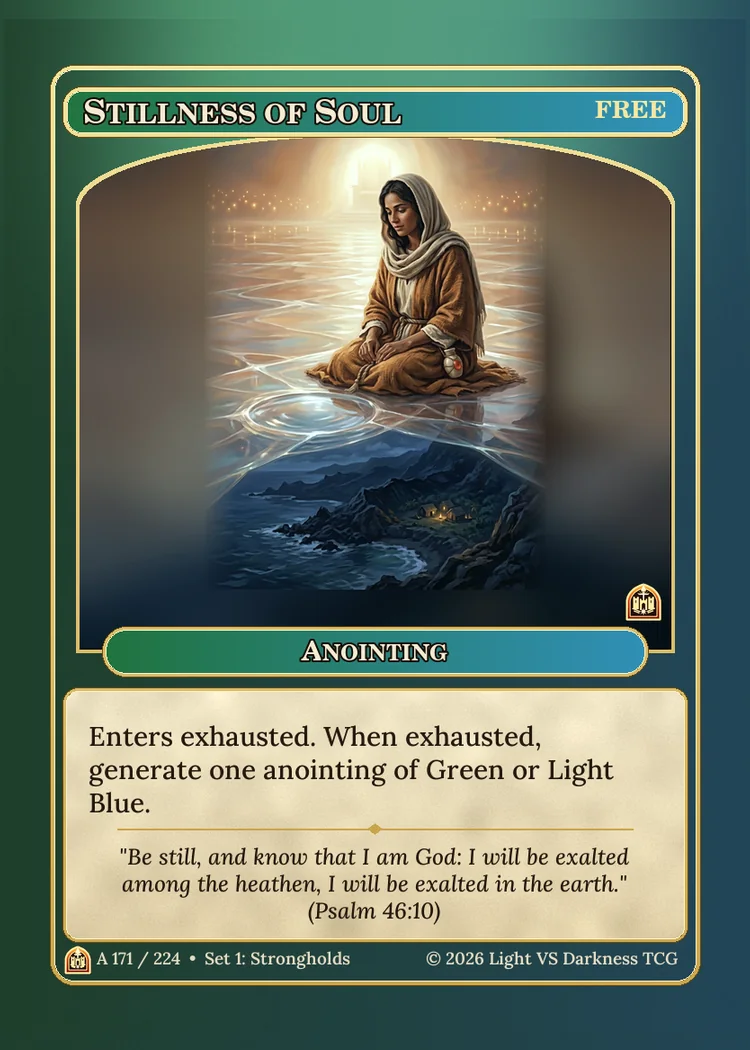 Stillness of Soul
FREE
Anointing
Enters exhausted. When exhausted,
generate one anointing of Green or Light
Blue.
"Be still, and know that I am God: I will be exalted
among the heathen, I will be exalted in the earth."
(Psalm 46:10)
A 171 / 224 • Set 1: Strongholds
© 2026 Light VS Darkness TCG